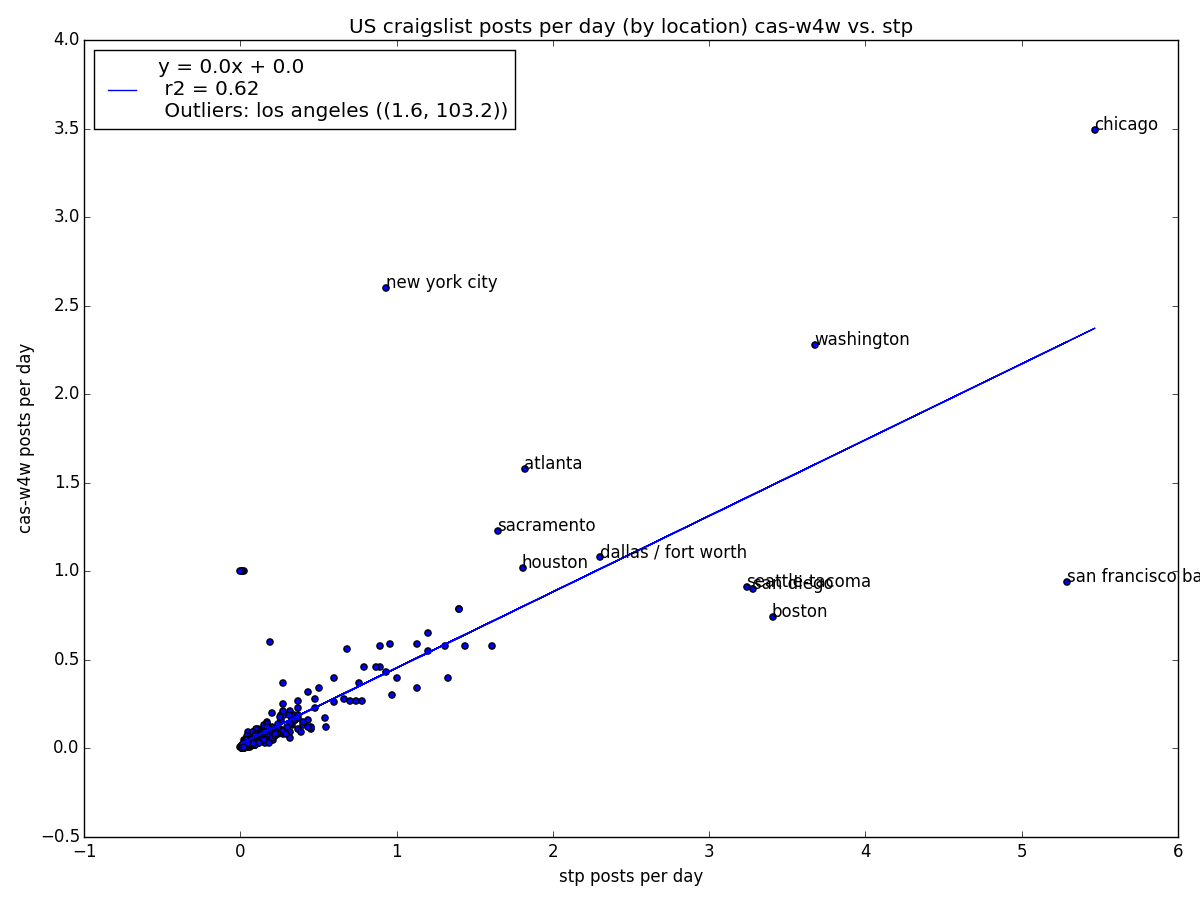 US craigslist posts per day (by location) cas-w4w vs. stp
y = 0.0x + 0.0
r2 = 0.62
Outliers: los angeles ((1.6, 103.2))
4.0
3.5
3.0
2.5
2.0
1.5
1.0
0.5
0.0
−0.5
cas-w4w posts per day
chicago
new york city
washington
atlanta
sacramento
dallas / fort worth
houston
seattle-tacoma
san diego
san francisco ba
boston
−1
0
1
2
3
4
5
6
stp posts per day